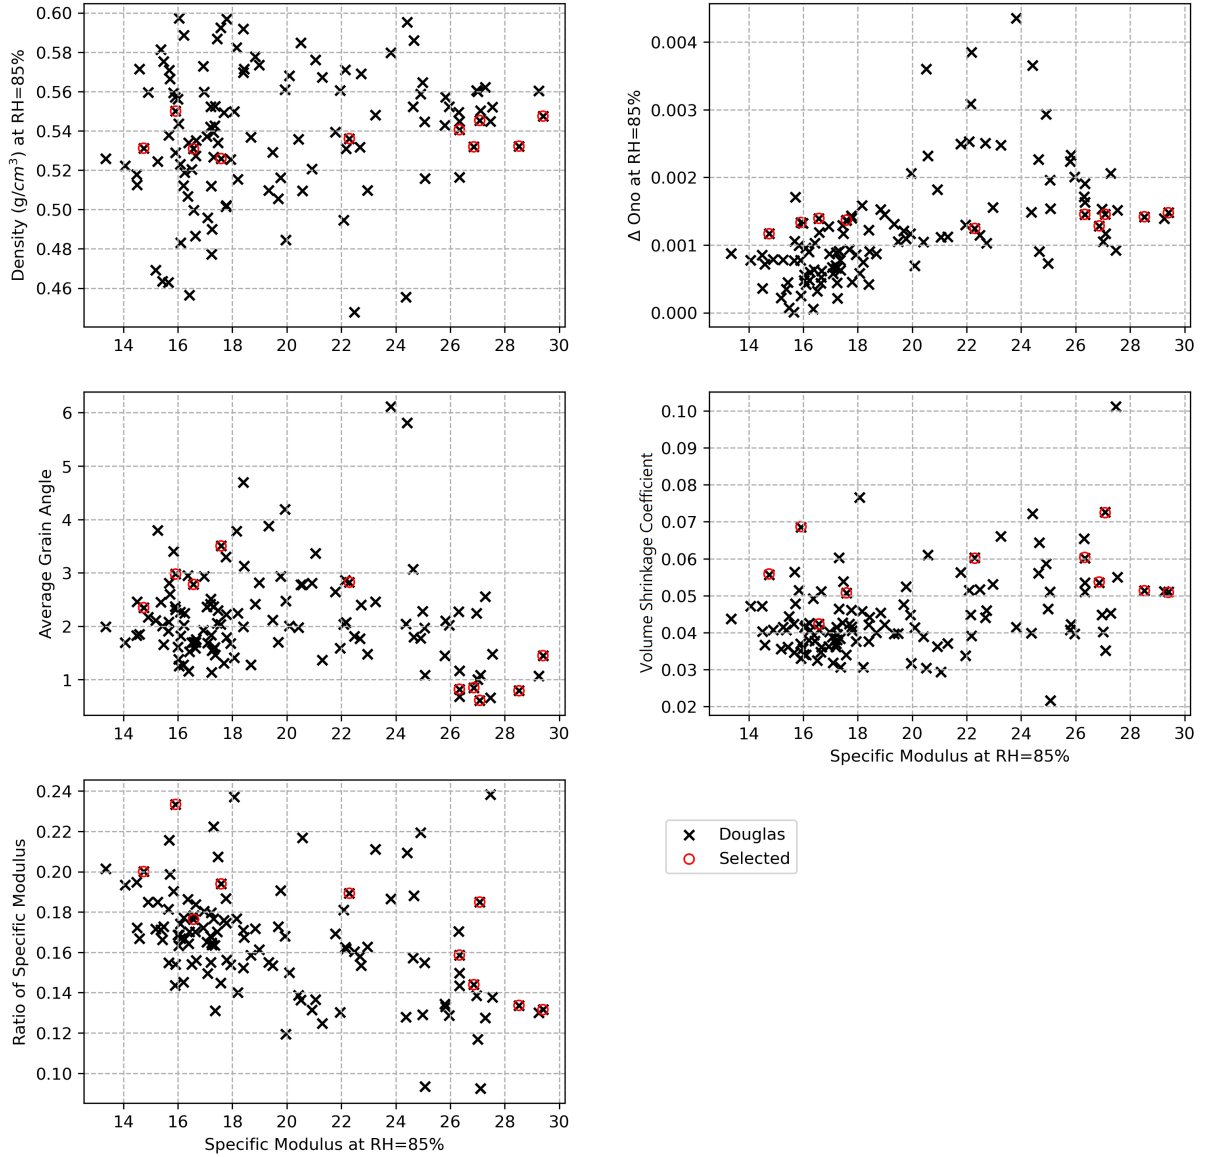 0.60
0.58
0.56
0.54
0.52
0.50
0.48
0.46
Density (g/cm³) at RH=85%
14 16 18 20 22 24 26 28 30
0.004
0.003
0.002
0.001
0.000
Δ Ono at RH=85%
14 16 18 20 22 24 26 28 30
6
5
4
3
2
1
Average Grain Angle
14 16 18 20 22 24 26 28 30
0.10
0.09
0.08
0.07
0.06
0.05
0.04
0.03
0.02
Volume Shrinkage Coefficient
14 16 18 20 22 24 26 28 30
Specific Modulus at RH=85%
0.24
0.22
0.20
0.18
0.16
0.14
0.12
0.10
Ratio of Specific Modulus
14 16 18 20 22 24 26 28 30
Specific Modulus at RH=85%
Douglas
Selected